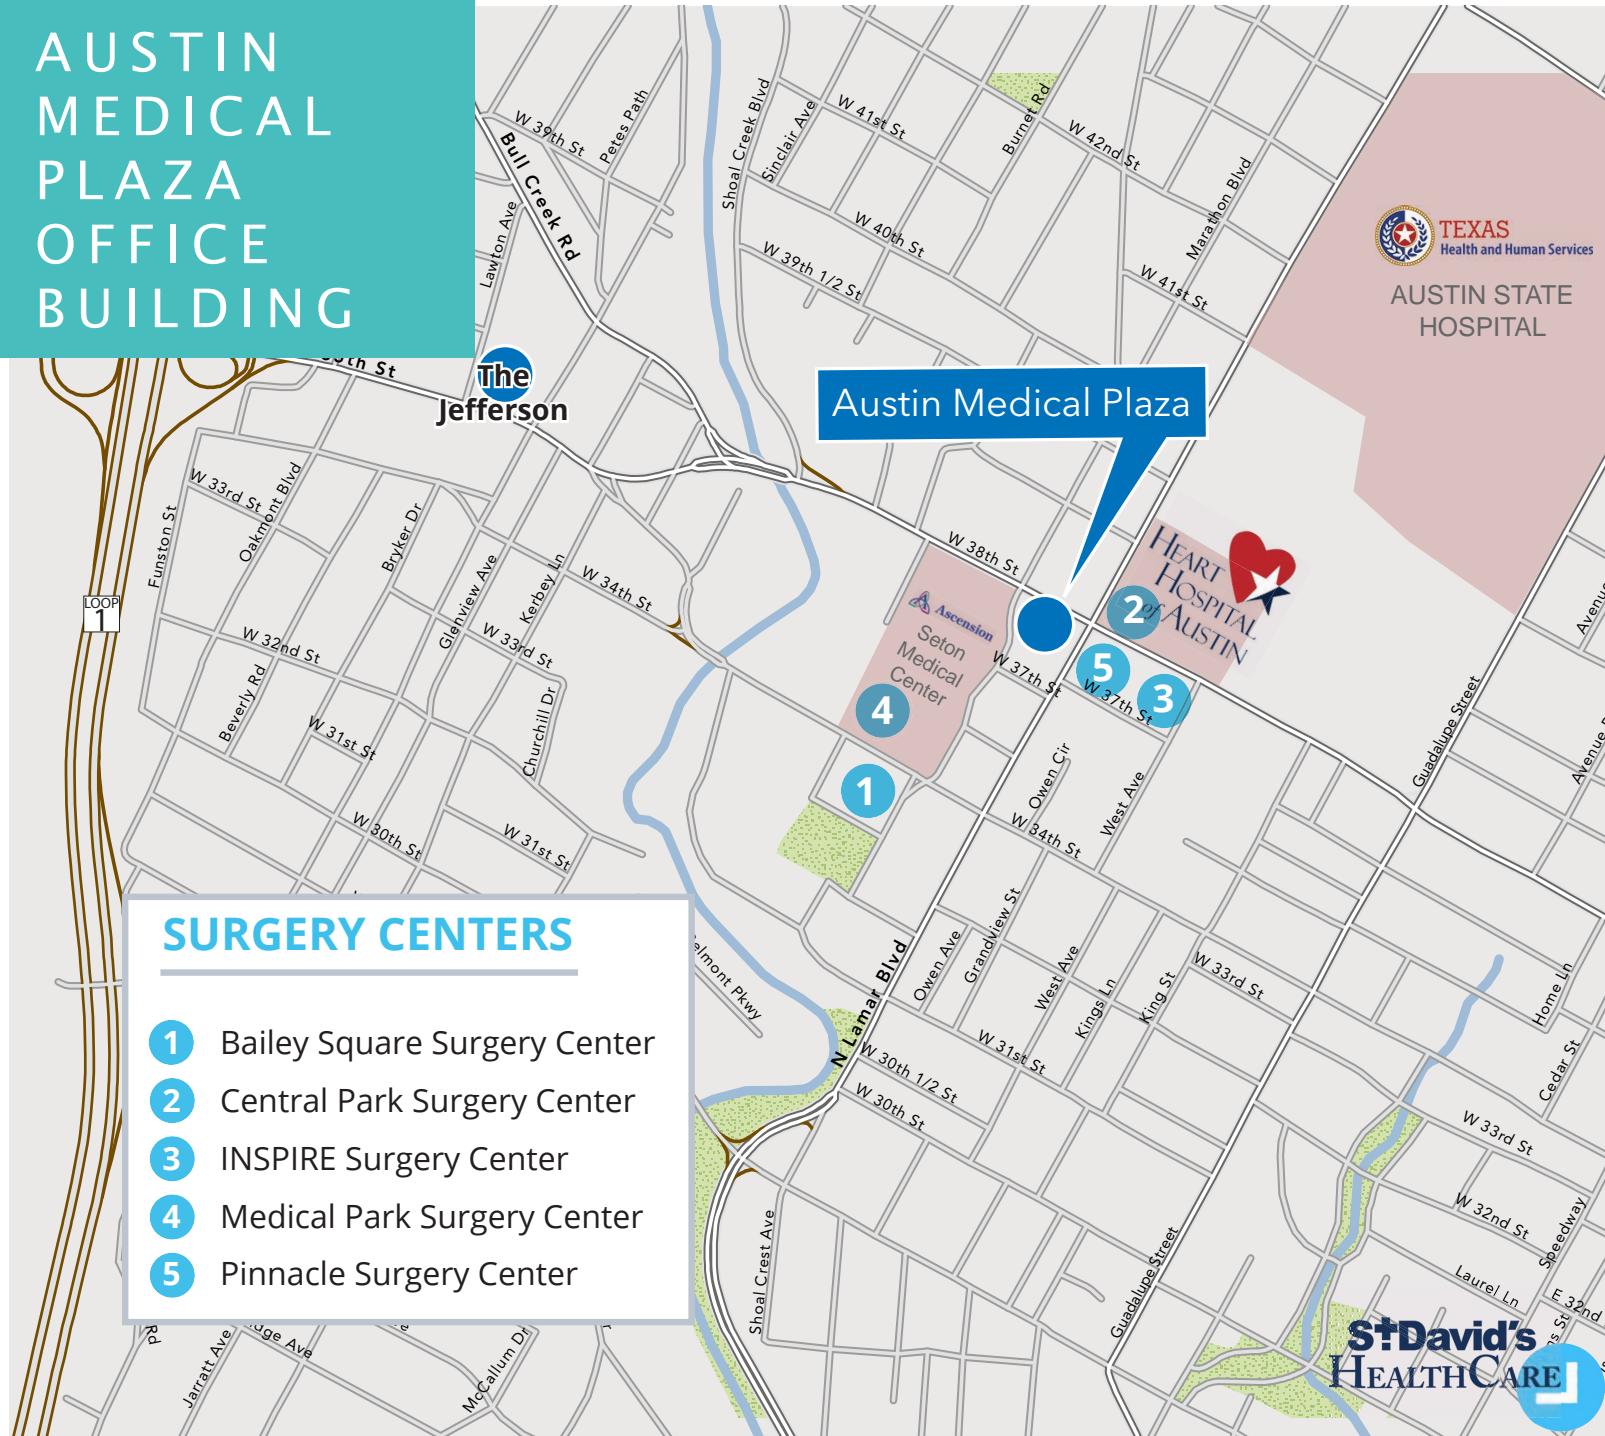 AUSTIN
MEDICAL
PLAZA
OFFICE
BUILDING
W 39th St
Petes Path
Bull Creek Rd
Lawton Ave
Shoal Creek Blvd
Sinclair Ave
W 41st St
Burnet Rd
W 42nd St
Marathon Blvd
W 40th St
W 39th 1/2 St
W 41st St
TEXAS
Health and Human Services
AUSTIN STATE
HOSPITAL
The
Jefferson
Austin Medical Plaza
W 33rd St
Oakmont Blvd
Funston St
Bryker Dr
Glenview Ave
Kerbey Ln
W 34th St
W 38th St
LOOP
1
W 32nd St
W 33rd St
Beverly Rd
W 31st St
Churchill Dr
W 30th St
W 31st St
Ascension
Seton
Medical
Center
HEART
HOSPITAL
of AUSTIN
2
5
3
4
1
W 37th St
W 37th St
Owen Cir
West Ave
W 34th St
Guadalupe Street
SURGERY CENTERS
1 Bailey Square Surgery Center
2 Central Park Surgery Center
3 INSPIRE Surgery Center
4 Medical Park Surgery Center
5 Pinnacle Surgery Center
N Lamar Blvd
Owen Ave
Grandview St
West Ave
Kings Ln
King St
W 33rd St
Home Ln
Cedar St
W 31st St
W 30th 1/2 St
W 30th St
W 33rd St
W 32nd St
Speedway
Laurel Ln
E 32nd
Shoal Crest Ave
Guadalupe Street
Jarratt Ave
McCallum Dr
St David's
HEALTHCARE